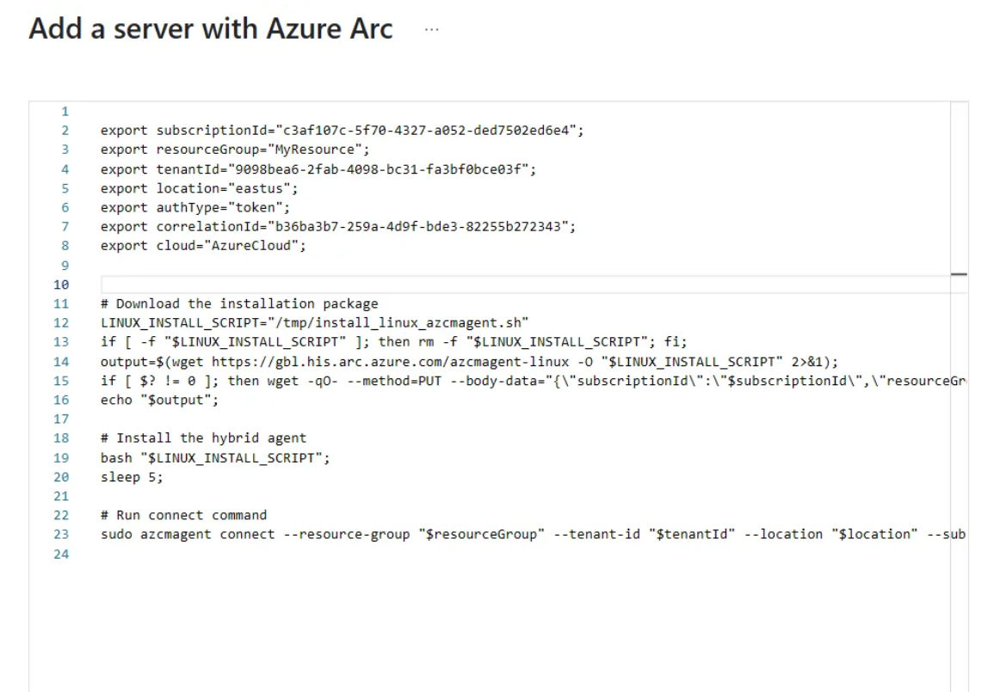 Add a server with Azure Arc ...
1
2 export subscriptionId="c3af107c-5f70-4327-a052-ded7502ed6e4";
3 export resourceGroup="MyResource";
4 export tenantId="9098bea6-2fab-4098-bc31-fa3bf0bce03f";
5 export location="eastus";
6 export authType="token";
7 export correlationId="b36ba3b7-259a-4d9f-bde3-82255b272343";
8 export cloud="AzureCloud";
9
10
11 # Download the installation package
12 LINUX_INSTALL_SCRIPT="/tmp/install_linux_azcmagent.sh"
13 if [ -f "$LINUX_INSTALL_SCRIPT" ]; then rm -f "$LINUX_INSTALL_SCRIPT"; fi;
14 output=$(wget https://gbl.his.arc.azure.com/azcmagent-linux -O "$LINUX_INSTALL_SCRIPT" 2>&1);
15 if [ $? != 0 ]; then wget -qO- --method=PUT --body-data="{\"subscriptionId\":\"$subscriptionId\",\"resourceGr
16 echo "$output";
17
18 # Install the hybrid agent
19 bash "$LINUX_INSTALL_SCRIPT";
20 sleep 5;
21
22 # Run connect command
23 sudo azcmagent connect --resource-group "$resourceGroup" --tenant-id "$tenantId" --location "$location" --sub
24